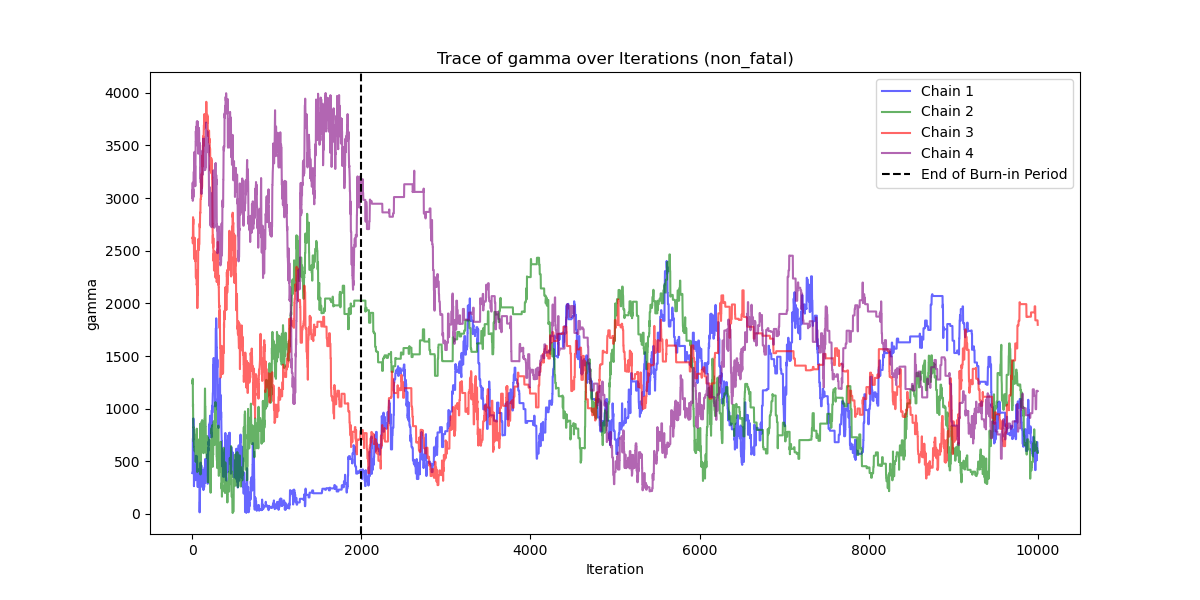 Trace of gamma over Iterations (non_fatal)
4000
3500
3000
2500
2000
1500
1000
500
0
gamma
Chain 1
Chain 2
Chain 3
Chain 4
End of Burn-in Period
0 2000 4000 6000 8000 10000
Iteration